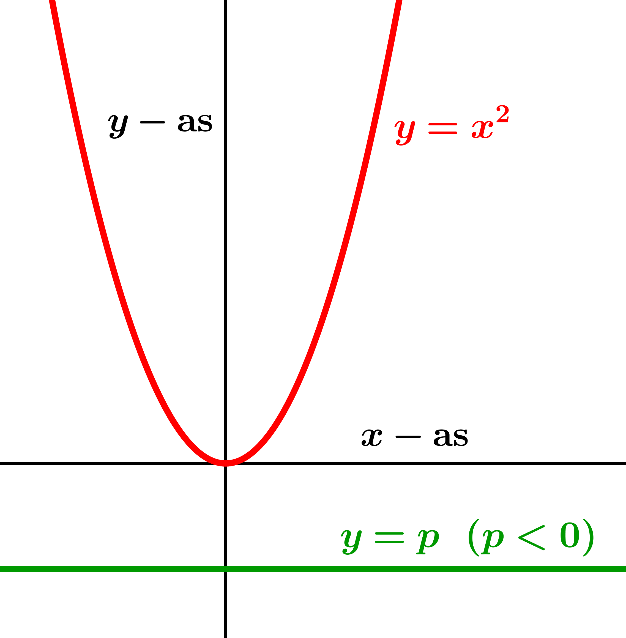 y − as
y = x²
x − as
y = p (p < 0)